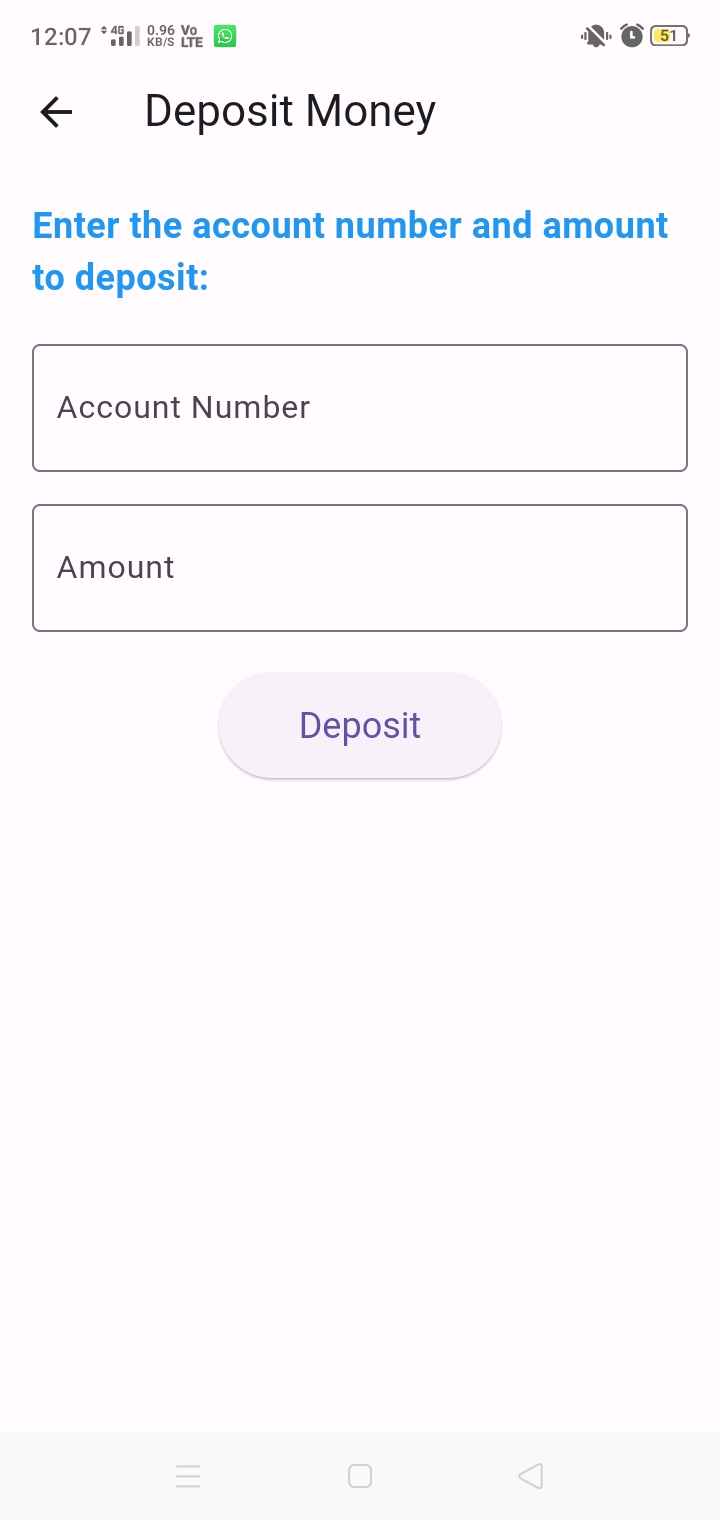 12:07 4G 0.96 KB/S Vo LTE 51
Deposit Money
Enter the account number and amount
to deposit:
Account Number
Amount
Deposit